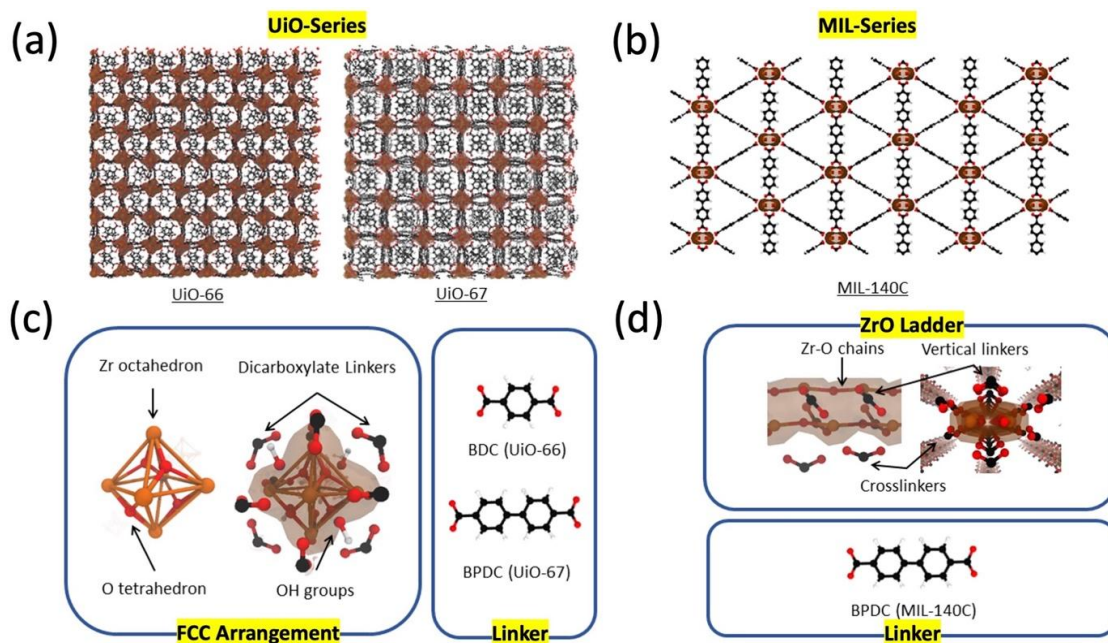 (a)
UiO-Series
UiO-66
UiO-67
(b)
MIL-Series
MIL-140C
(c)
Zr octahedron
Dicarboxylate Linkers
O tetrahedron
OH groups
FCC Arrangement
BDC (UiO-66)
BPDC (UiO-67)
Linker
(d)
ZrO Ladder
Zr-O chains
Vertical linkers
Crosslinkers
BPDC (MIL-140C)
Linker